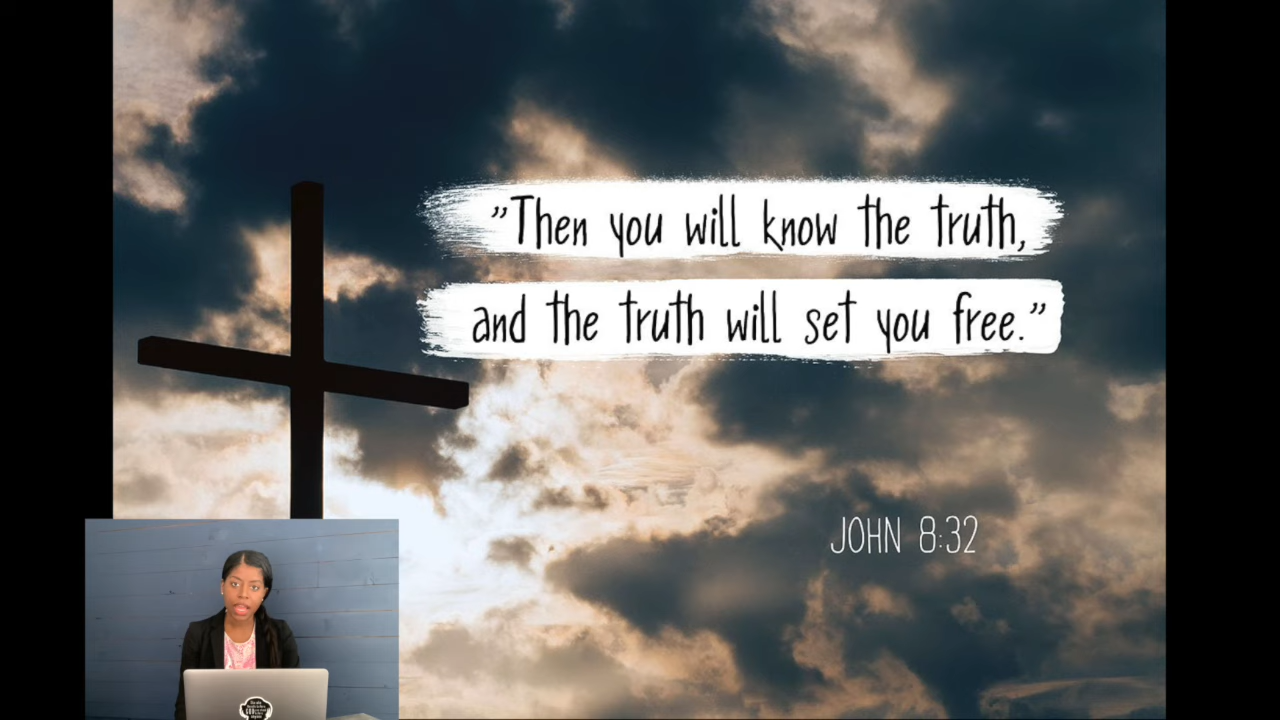 ”Then you will know the truth,
and the truth will set you free.”
JOHN 8:32